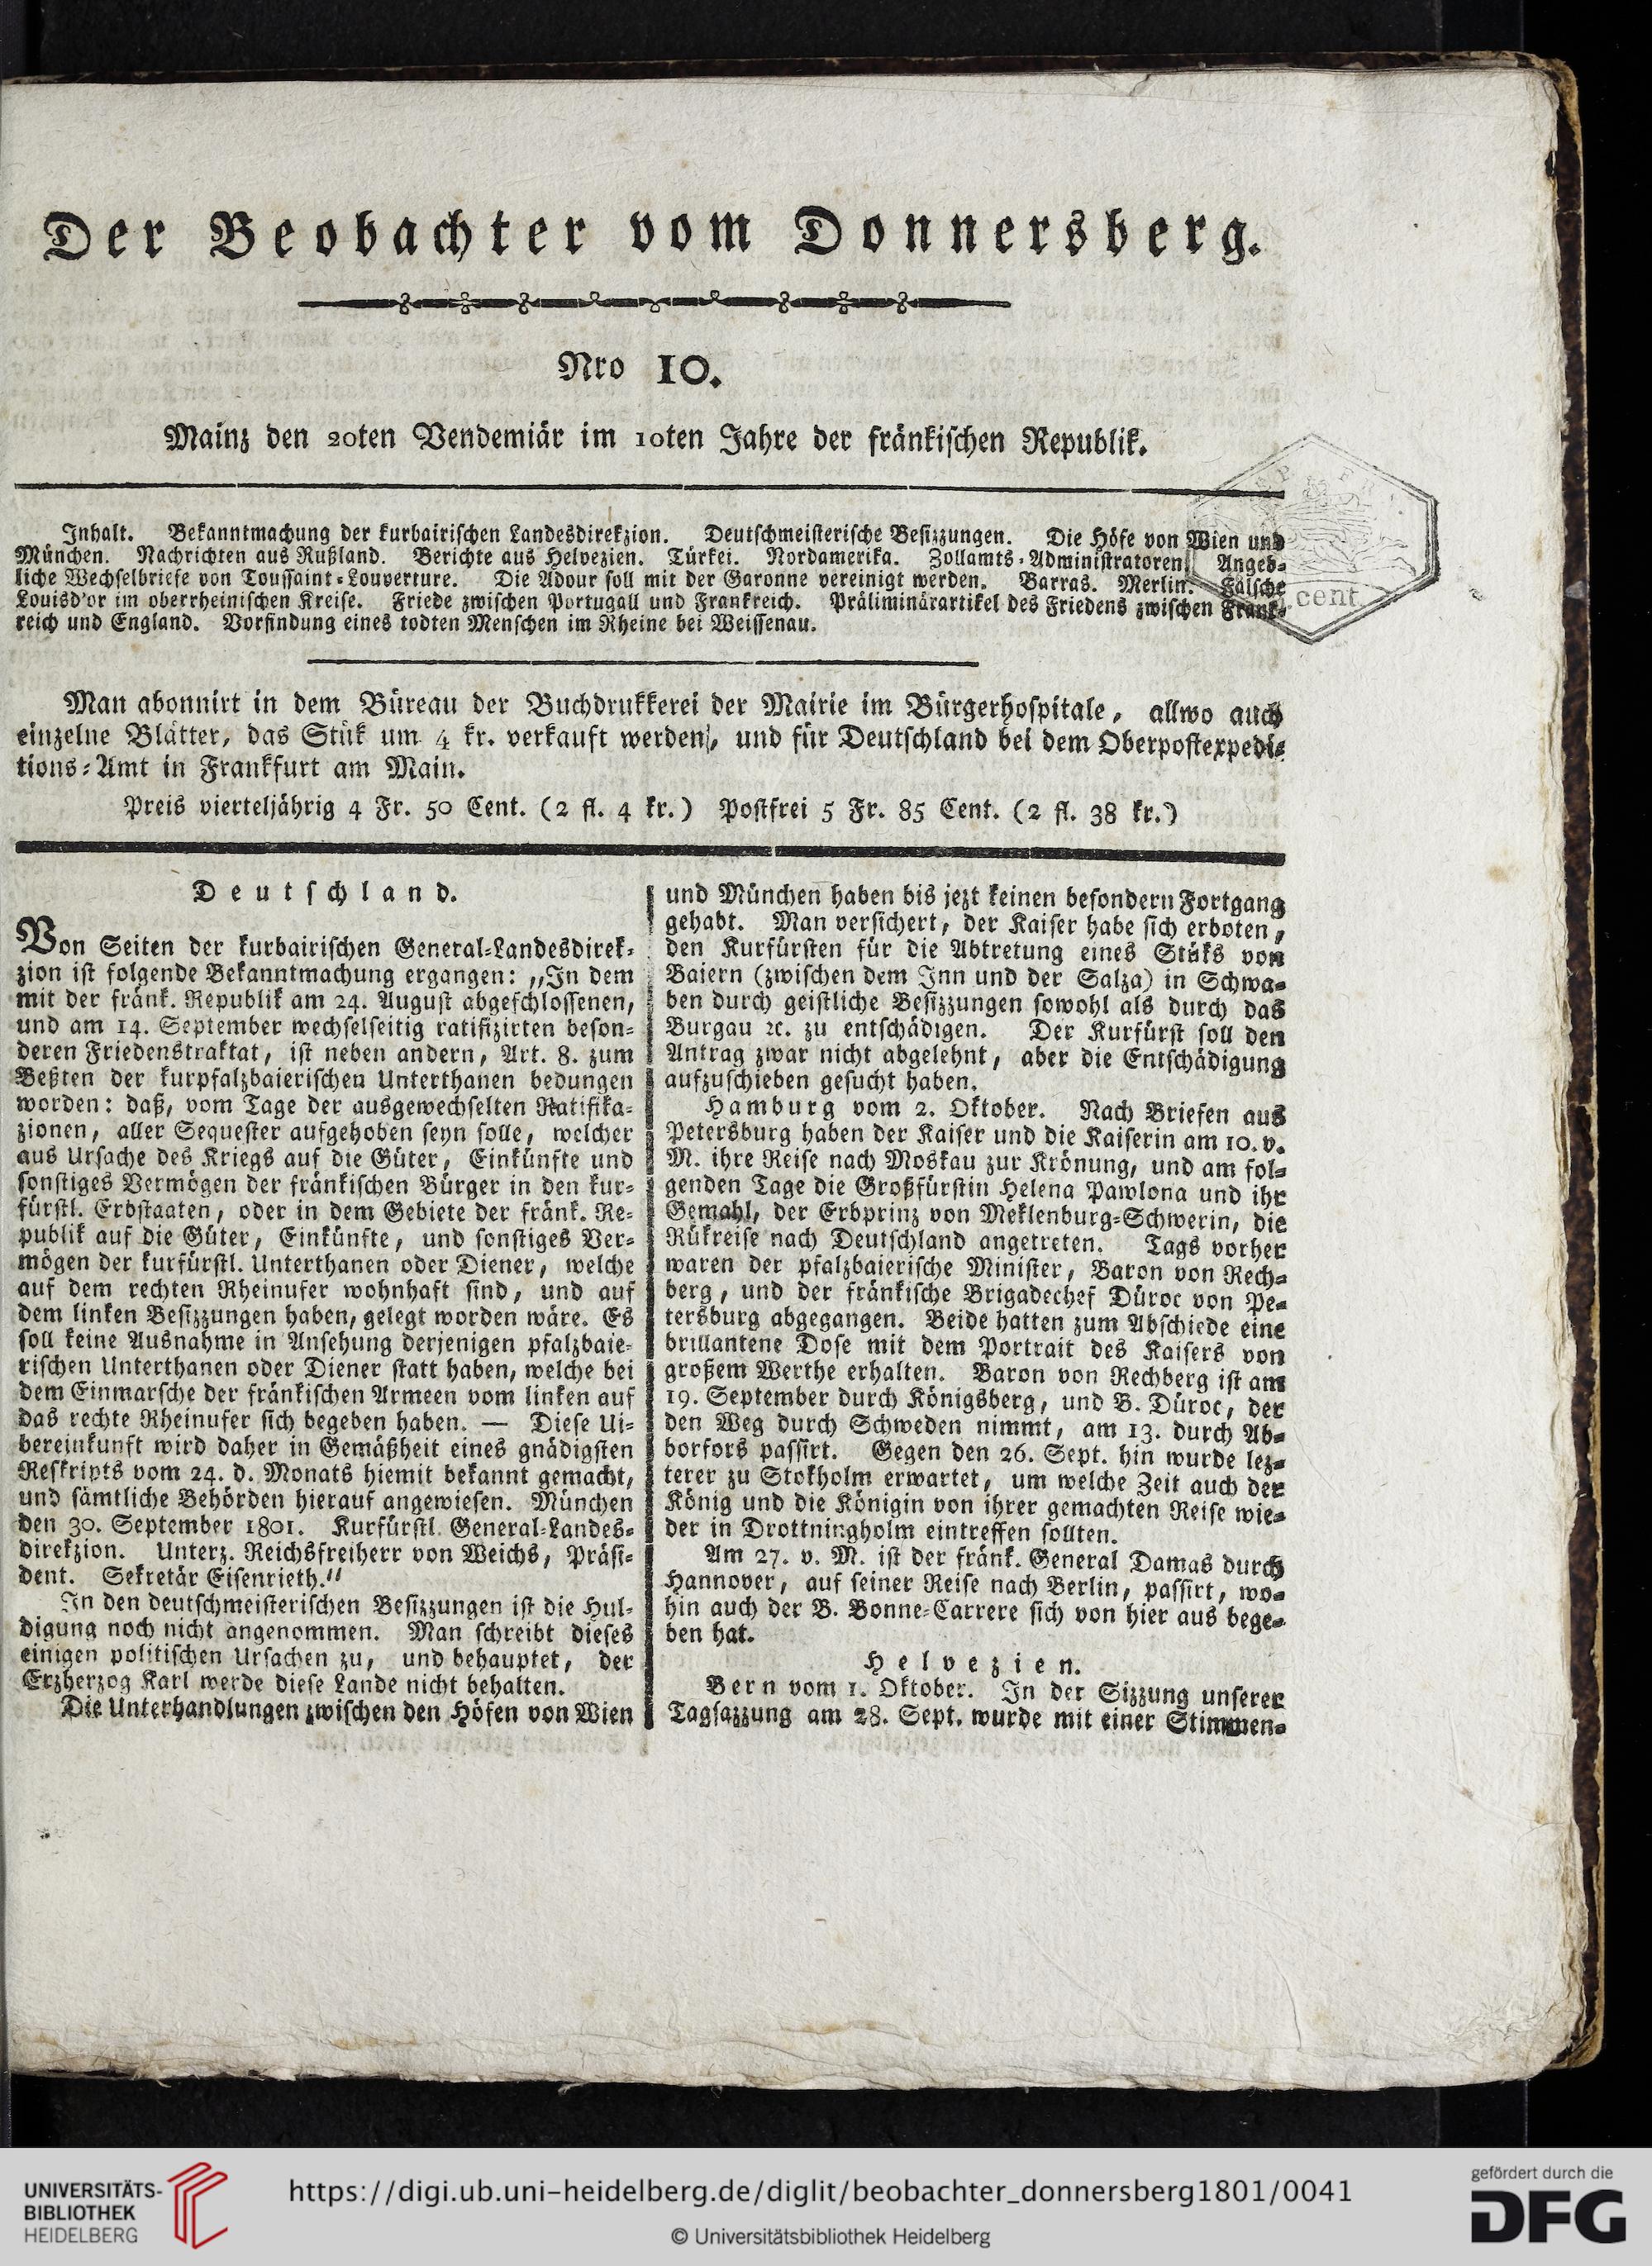 Der Beobachter vom Donnersberg.
Nro 10.
Mainz den 20ten Vendemiär im 10ten Jahre der fränkischen Republik.
Inhalt. Bekanntmachung der kurbairischen Landesdirekzion. Deutschmeisterische Besizzungen. Die Höfe von Wien und
München. Nachrichten aus Rußland. Berichte aus Helvezien. Türkei. Nordamerika. Zollamts-Administratoren. Angeb-
liche Wechselbriefe von Toussaint-Louverture. Die Adour soll mit der Garonne vereinigt werden. Barras. Merlin. Falsche
Louisd'or im oberrheinischen Kreise. Friede zwischen Portugall und Frankreich. Präliminärartikel des Friedens zwischen Frank-
reich und England. Vorfindung eines todten Menschen im Rheine bei Weissenau.
cent.
Man abonnirt in dem Büreau der Buchdrukkerei der Mairie im Bürgerhospitale, allwo auch
einzelne Blätter, das Stük um 4 kr. verkauft werden, und für Deutschland bei dem Oberpostexpedi-
tions-Amt in Frankfurt am Main.
Preis vierteljährig 4 Fr. 50 Cent. (2 fl. 4 kr.) Postfrei 5 Fr. 85 Cent. (2 fl. 38 kr.)
Deutschland.
Von Seiten der kurbairischen General-Landesdirek-
zion ist folgende Bekanntmachung ergangen: „In dem
mit der fränk. Republik am 24. August abgeschlossenen,
und am 14. September wechselseitig ratifizirten beson-
deren Friedenstraktat, ist neben andern, Art. 8. zum
Beßten der kurpfalzbaierischen Unterthanen bedungen
worden: daß, vom Tage der ausgewechselten Ratifika-
zionen, aller Sequester aufgehoben seyn solle, welcher
aus Ursache des Kriegs auf die Güter, Einkünfte und
sonstiges Vermögen der fränkischen Bürger in den kur-
fürstl. Erbstaaten, oder in dem Gebiete der fränk. Re-
publik auf die Güter, Einkünfte, und sonstiges Ver-
mögen der kurfürstl. Unterthanen oder Diener, welche
auf dem rechten Rheinufer wohnhaft sind, und auf
dem linken Besizzungen haben, gelegt worden wäre. Es
soll keine Ausnahme in Ansehung derjenigen pfalzbaie-
rischen Unterthanen oder Diener statt haben, welche bei
dem Einmarsche der fränkischen Armeen vom linken auf
das rechte Rheinufer sich begeben haben. — Diese Ui-
bereinkunft wird daher in Gemäßheit eines gnädigsten
Reskripts vom 24. d. Monats hiemit bekannt gemacht,
und sämtliche Behörden hierauf angewiesen. München
den 30. September 1801. Kurfürstl. General-Landes-
direkzion. Unterz. Reichsfreiherr von Weichs, Präsi-
dent. Sekretär Eisenrieth."
In den deutschmeisterischen Besizzungen ist die Hul-
digung noch nicht angenommen. Man schreibt dieses
einigen politischen Ursachen zu, und behauptet, der
Erzherzog Karl werde diese Lande nicht behalten.
Die Unterhandlungen zwischen den Höfen von Wien
und München haben bis jezt keinen besondern Fortgang
gehabt. Man versichert, der Kaiser habe sich erboten,
den Kurfürsten für die Abtretung eines Stüks von
Baiern (zwischen dem Inn und der Salza) in Schwa-
ben durch geistliche Besizzungen sowohl als durch das
Burgau ꝛc. zu entschädigen. Der Kurfürst soll den
Antrag zwar nicht abgelehnt, aber die Entschädigung
aufzuschieben gesucht haben.
Hamburg vom 2. Oktober. Nach Briefen aus
Petersburg haben der Kaiser und die Kaiserin am 10. v.
M. ihre Reise nach Moskau zur Krönung, und am fol-
genden Tage die Großfürstin Helena Pawlona und ihr
Gemahl, der Erbprinz von Meklenburg-Schwerin, die
Rükreise nach Deutschland angetreten. Tags vorher
waren der pfalzbaierische Minister, Baron von Rech-
berg, und der fränkische Brigadechef Düroc von Pe-
tersburg abgegangen. Beide hatten zum Abschiede eine
brillantene Dose mit dem Portrait des Kaisers von
großem Werthe erhalten. Baron von Rechberg ist am
19. September durch Königsberg, und B. Düroc, der
den Weg durch Schweden nimmt, am 13. durch Ab-
borfors passirt. Gegen den 26. Sept. hin wurde lez-
terer zu Stokholm erwartet, um welche Zeit auch der
König und die Königin von ihrer gemachten Reise wie-
der in Drottningholm eintreffen sollten.
Am 27. v. M. ist der fränk. General Damas durch
Hannover, auf seiner Reise nach Berlin, passirt, wo-
hin auch der B. Bonne-Carrere sich von hier aus bege-
ben hat.
Helvezien.
Bern vom 1. Oktober. In der Sizzung unserer
Tagsazzung am 28. Sept. wurde mit einer Stimmen-
UNIVERSITÄTS-
BIBLIOTHEK
HEIDELBERG
https://digi.ub.uni-heidelberg.de/diglit/beobachter_donnersberg1801/0041
© Universitätsbibliothek Heidelberg
gefördert durch die
DFG